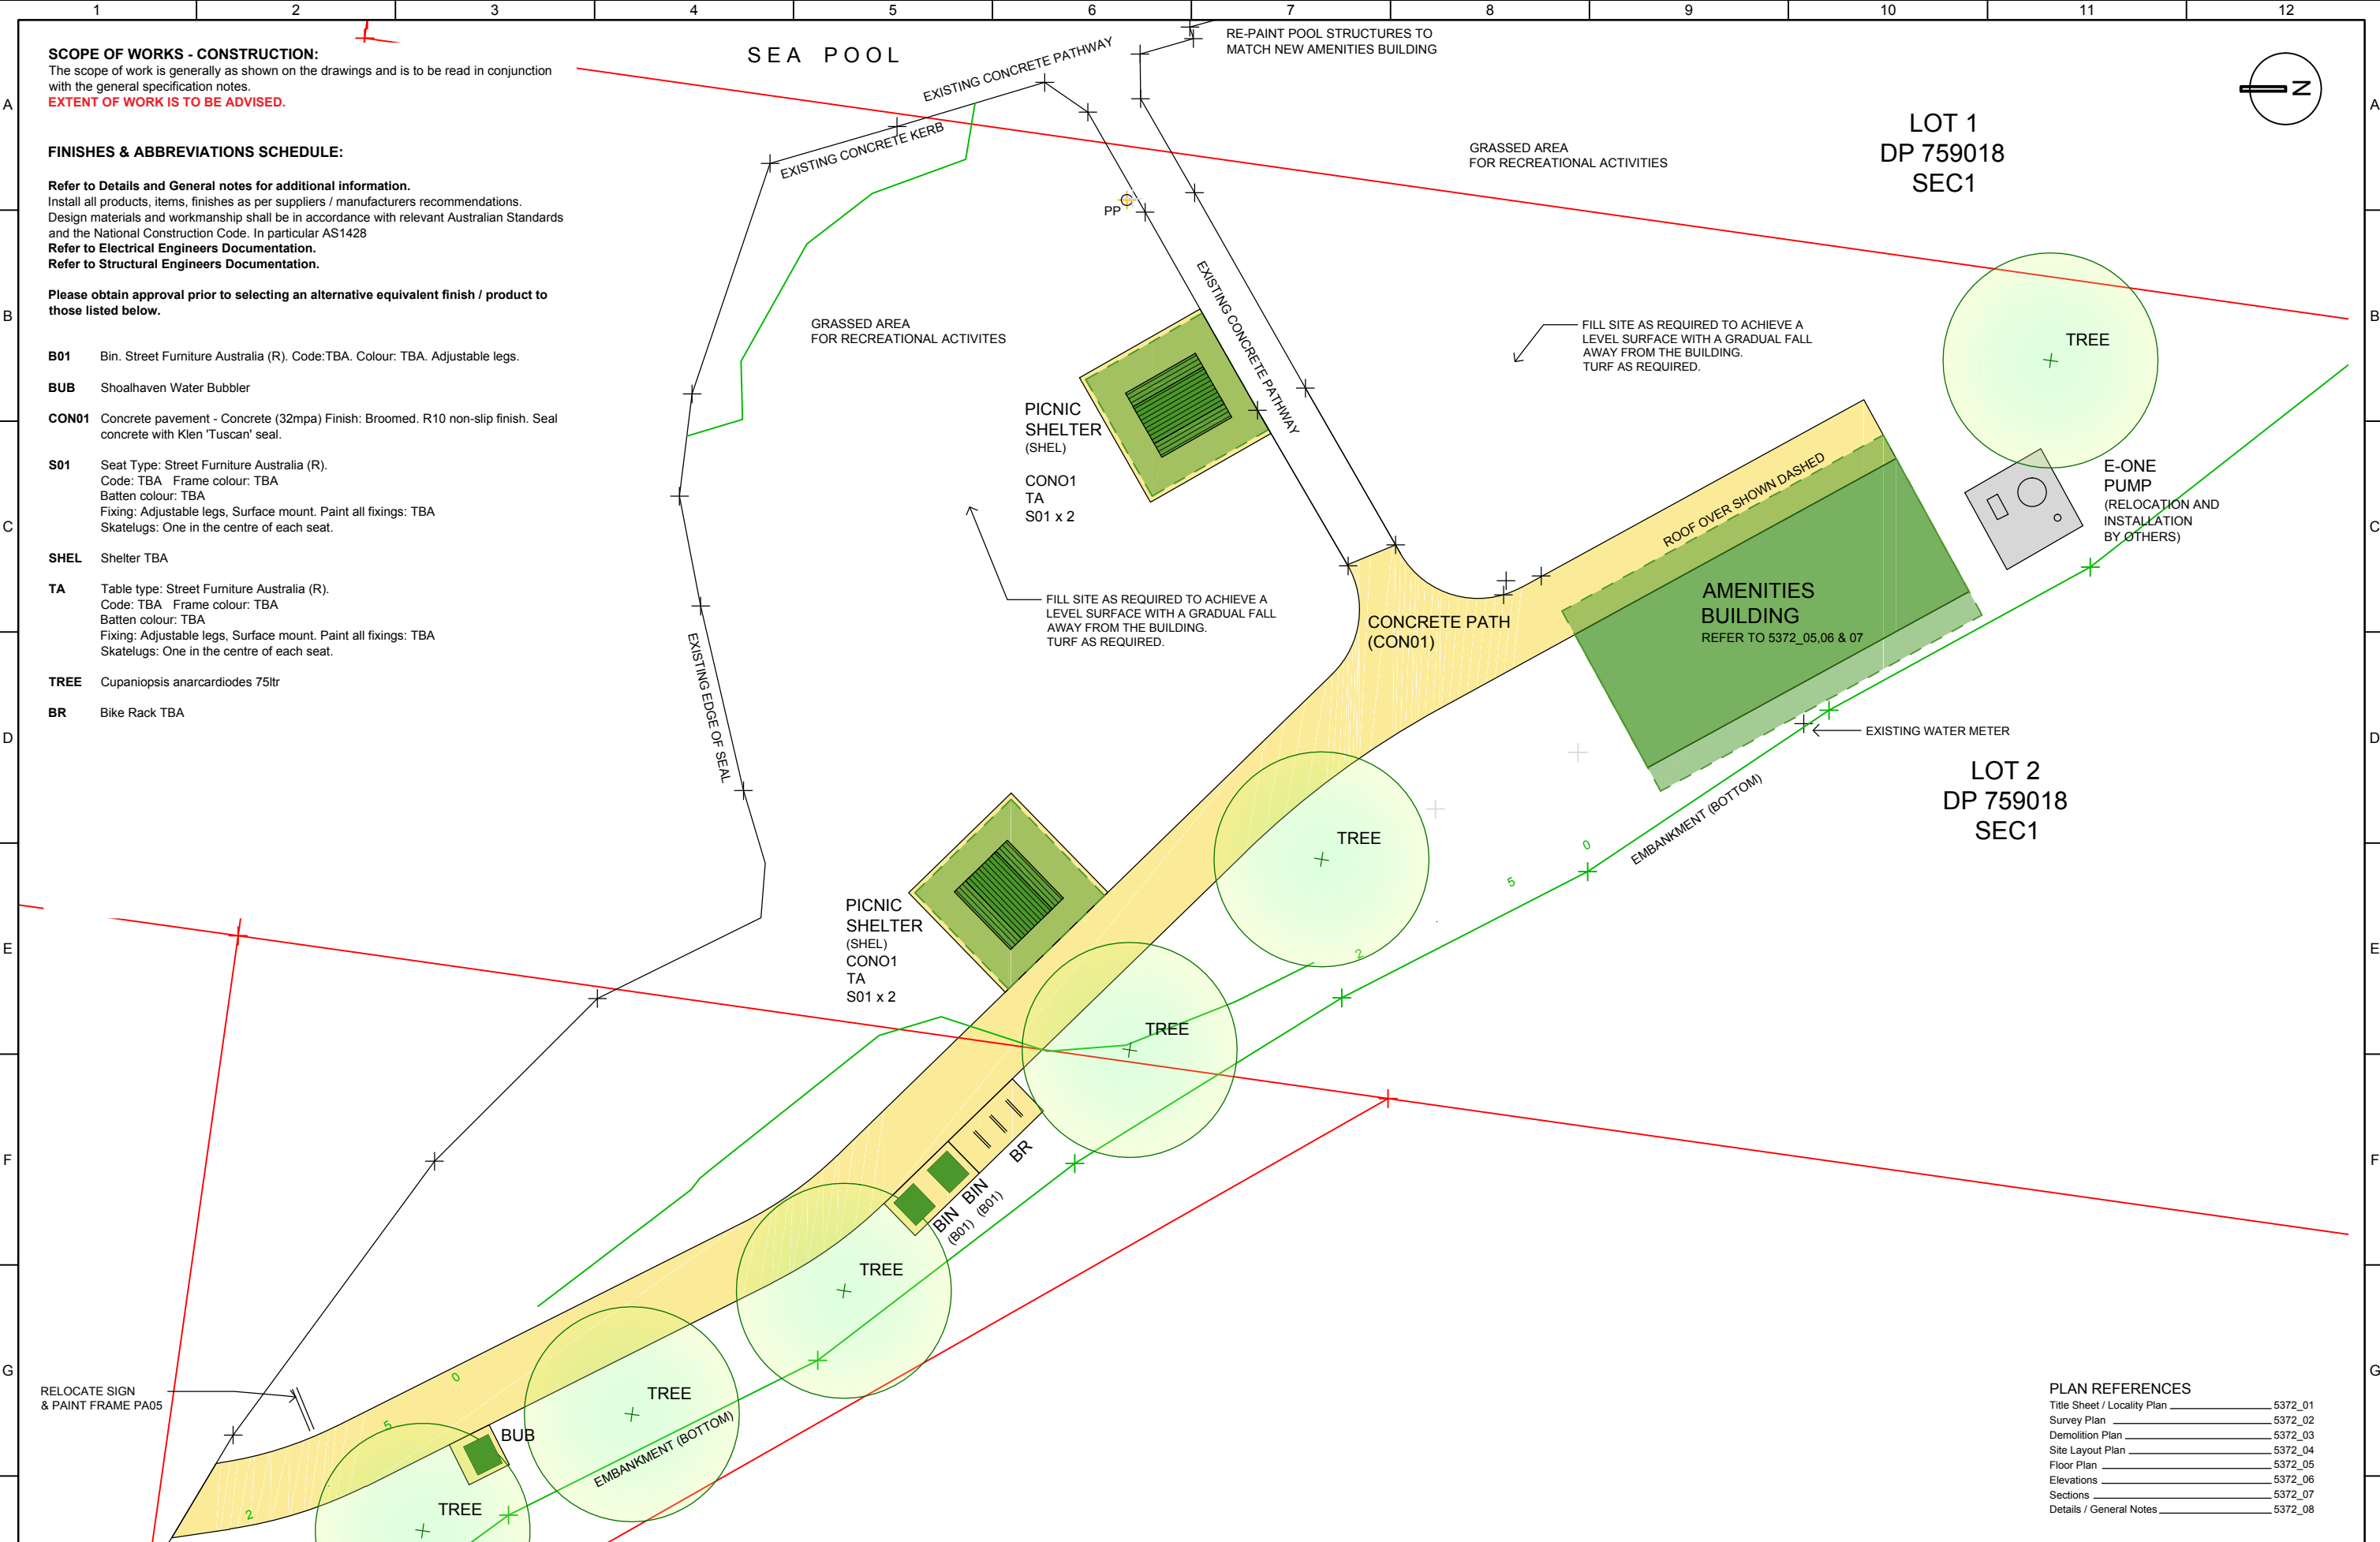 1 2 3 4 5 6 7 8 9 10 11 12
A
B
C
D
E
F
G
A
B
C
D
E
F
G
SCOPE OF WORKS - CONSTRUCTION:
The scope of work is generally as shown on the drawings and is to be read in conjunction
with the general specification notes.
EXTENT OF WORK IS TO BE ADVISED.
FINISHES & ABBREVIATIONS SCHEDULE:
Refer to Details and General notes for additional information.
Install all products, items, finishes as per suppliers / manufacturers recommendations.
Design materials and workmanship shall be in accordance with relevant Australian Standards
and the National Construction Code. In particular AS1428
Refer to Electrical Engineers Documentation.
Refer to Structural Engineers Documentation.
Please obtain approval prior to selecting an alternative equivalent finish / product to
those listed below.
B01 Bin. Street Furniture Australia (R). Code:TBA. Colour: TBA. Adjustable legs.
BUB Shoalhaven Water Bubbler
CON01 Concrete pavement - Concrete (32mpa) Finish: Broomed. R10 non-slip finish. Seal
concrete with Klen 'Tuscan' seal.
S01 Seat Type: Street Furniture Australia (R).
Code: TBA Frame colour: TBA
Batten colour: TBA
Fixing: Adjustable legs, Surface mount. Paint all fixings: TBA
Skatelugs: One in the centre of each seat.
SHEL Shelter TBA
TA Table type: Street Furniture Australia (R).
Code: TBA Frame colour: TBA
Batten colour: TBA
Fixing: Adjustable legs, Surface mount. Paint all fixings: TBA
Skatelugs: One in the centre of each seat.
TREE Cupaniopsis anarcardiodes 75ltr
BR Bike Rack TBA
SEA POOL
EXISTING CONCRETE PATHWAY
EXISTING CONCRETE KERB
RE-PAINT POOL STRUCTURES TO
MATCH NEW AMENITIES BUILDING
GRASSED AREA
FOR RECREATIONAL ACTIVITIES
LOT 1
DP 759018
SEC1
N
PP
EXISTING CONCRETE PATHWAY
GRASSED AREA
FOR RECREATIONAL ACTIVITES
FILL SITE AS REQUIRED TO ACHIEVE A
LEVEL SURFACE WITH A GRADUAL FALL
AWAY FROM THE BUILDING.
TURF AS REQUIRED.
TREE
PICNIC
SHELTER
(SHEL)
CONO1
TA
S01 x 2
ROOF OVER SHOWN DASHED
E-ONE
PUMP
(RELOCATION AND
INSTALLATION
BY OTHERS)
FILL SITE AS REQUIRED TO ACHIEVE A
LEVEL SURFACE WITH A GRADUAL FALL
AWAY FROM THE BUILDING.
TURF AS REQUIRED.
CONCRETE PATH
(CON01)
AMENITIES
BUILDING
REFER TO 5372_05,06 & 07
EXISTING EDGE OF SEAL
EXISTING WATER METER
LOT 2
DP 759018
SEC1
EMBANKMENT (BOTTOM)
TREE
0
5
2
PICNIC
SHELTER
(SHEL)
CONO1
TA
S01 x 2
TREE
BR
BIN
(B01)
BIN
(B01)
TREE
TREE
EMBANKMENT (BOTTOM)
RELOCATE SIGN
& PAINT FRAME PA05
0
5
2
BUB
TREE
PLAN REFERENCES
Title Sheet / Locality Plan 5372_01
Survey Plan 5372_02
Demolition Plan 5372_03
Site Layout Plan 5372_04
Floor Plan 5372_05
Elevations 5372_06
Sections 5372_07
Details / General Notes 5372_08